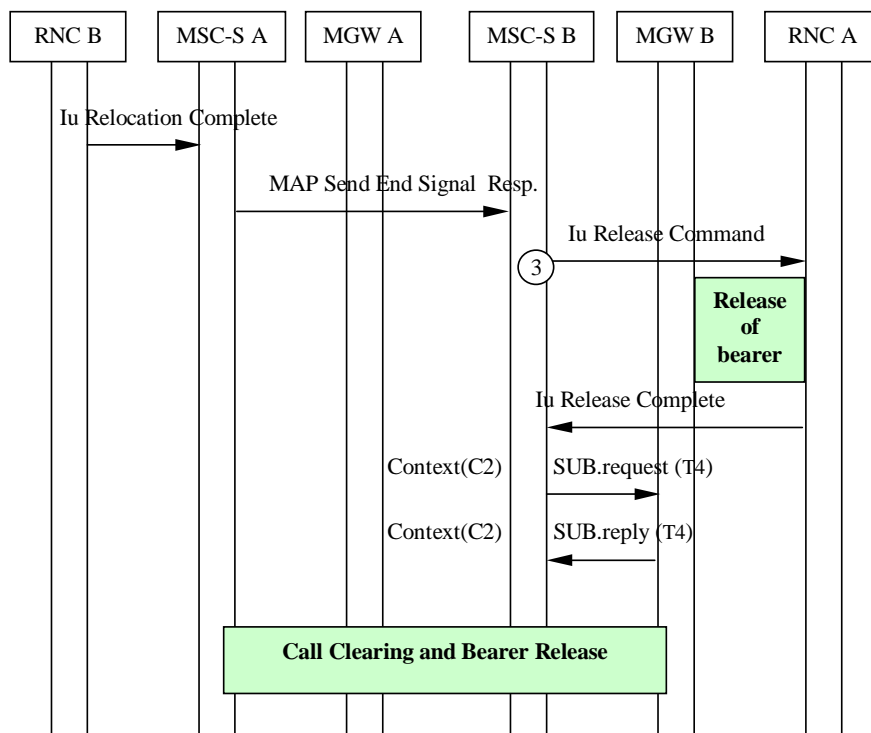 RNC B MSC-S A MGW A MSC-S B MGW B RNC A
Iu Relocation Complete
MAP Send End Signal Resp.
Iu Release Command
3
Release
of
bearer
Iu Release Complete
Context(C2) SUB.request (T4)
Context(C2) SUB.reply (T4)
Call Clearing and Bearer Release